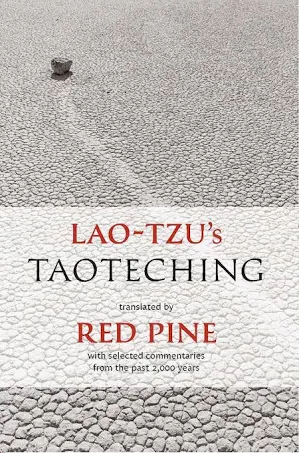 LAO-TZU's
TAOTECHING
translated by
RED PINE
with selected commentaries
from the past 2,000 years